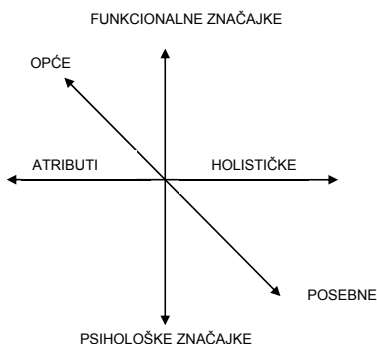 FUNKCIONALNE ZNAČAJKE
OPĆE
ATRIBUTI
HOLISTIČKE
POSEBNE
PSIHOLOŠKE ZNAČAJKE